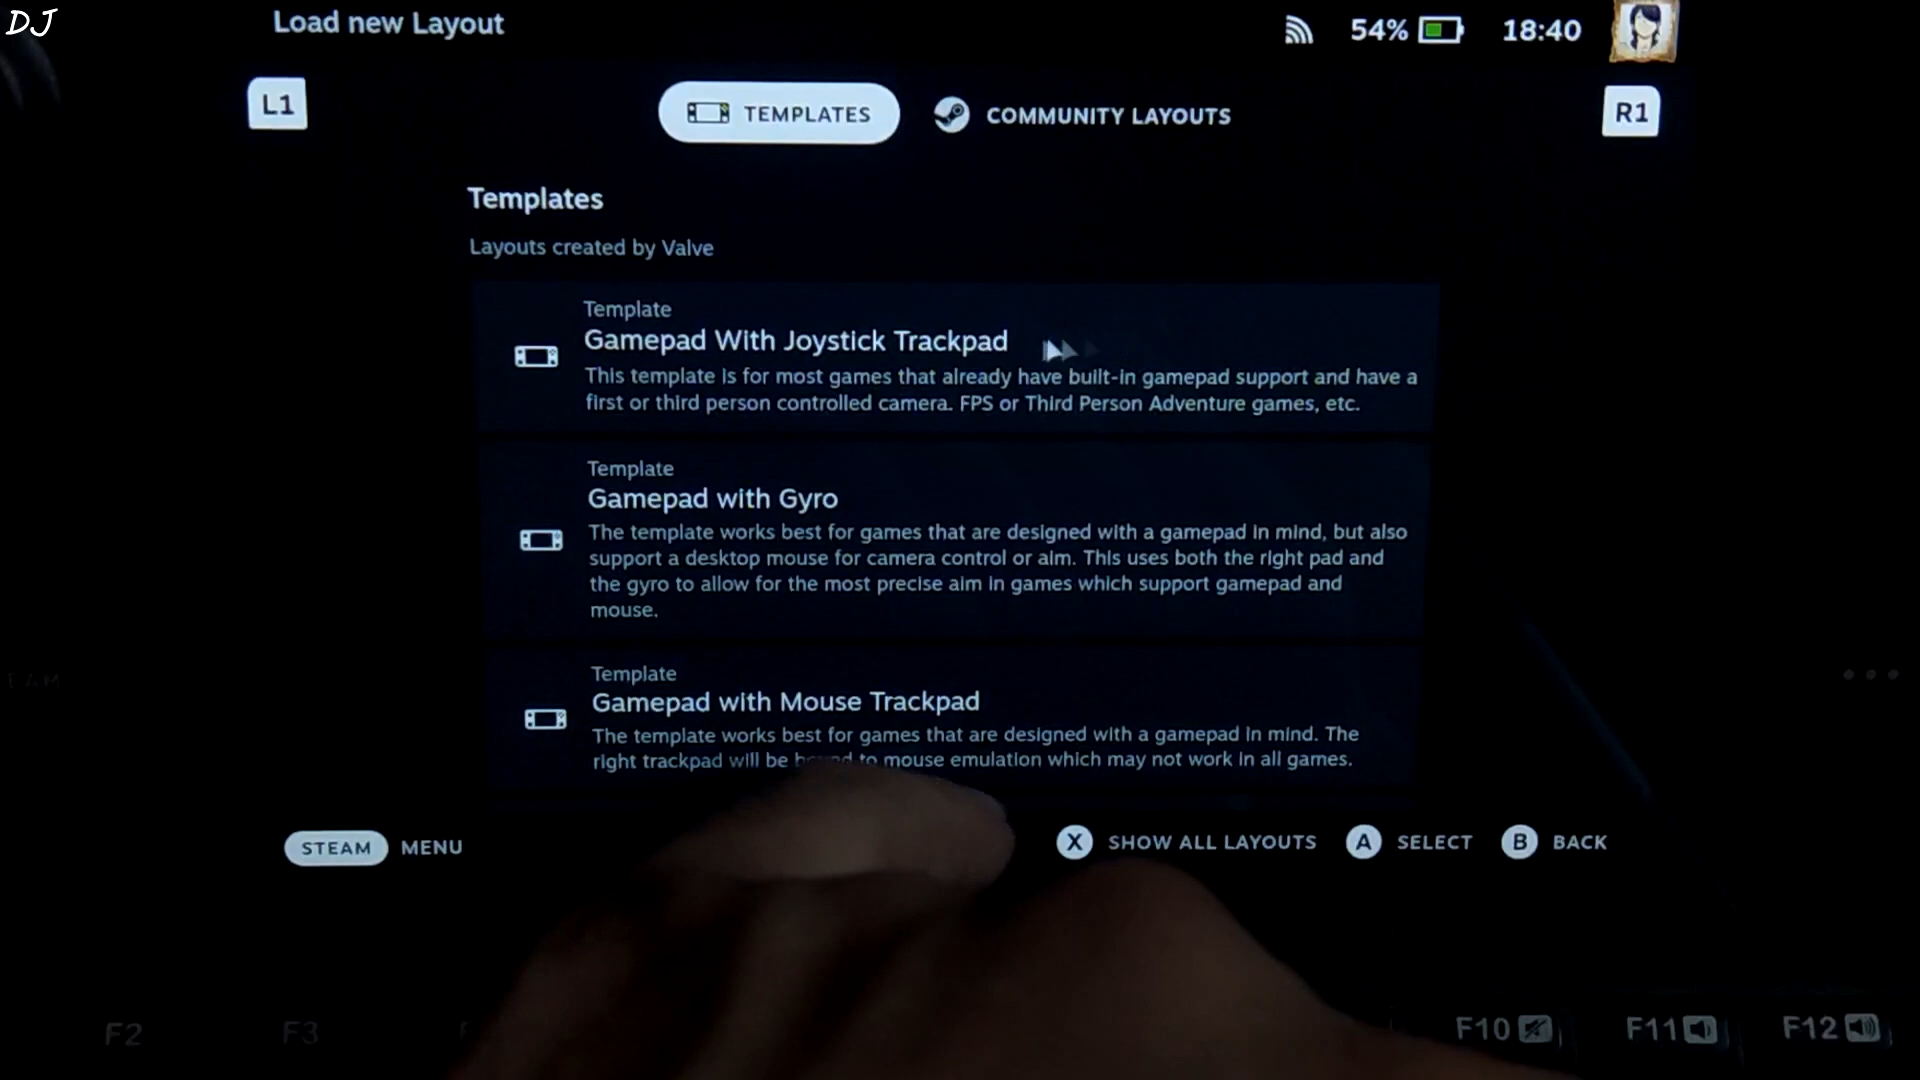 DJ
Load new Layout
54%
18:40
L1
TEMPLATES
COMMUNITY LAYOUTS
R1
Templates
Layouts created by Valve
Template
Gamepad With Joystick Trackpad
This template is for most games that already have built-in gamepad support and have a
first or third person controlled camera. FPS or Third Person Adventure games, etc.
Template
Gamepad with Gyro
The template works best for games that are designed with a gamepad in mind, but also
support a desktop mouse for camera control or aim. This uses both the right pad and
the gyro to allow for the most precise aim in games which support gamepad and
mouse.
Template
Gamepad with Mouse Trackpad
The template works best for games that are designed with a gamepad in mind. The
right trackpad will be bound to mouse emulation which may not work in all games.
STEAM MENU
X SHOW ALL LAYOUTS
A SELECT
B BACK
F2
F3
F10
F11
F12